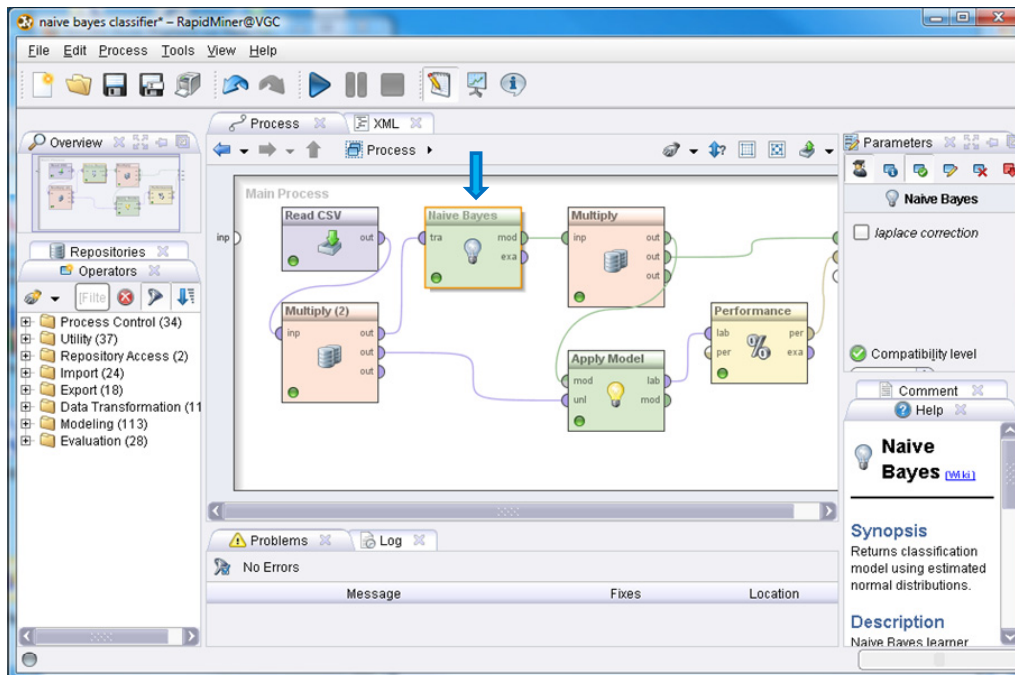 naive bayes classifier* – RapidMiner@VGC
File Edit Process Tools View Help
Process
XML
Overview
Process
Parameters
Naive Bayes
laplace correction
Main Process
inp
Read CSV
out
Naive Bayes
tra mod
exa
Multiply
inp out
out
out
Multiply (2)
inp out
out
out
Apply Model
mod lab
unl mod
Performance
lab per
per exa
%
Repositories
Operators
[Filte
Process Control (34)
Utility (37)
Repository Access (2)
Import (24)
Export (18)
Data Transformation (11
Modeling (113)
Evaluation (28)
Compatibility level
Comment
Help
Naive
Bayes (Wiki)
Synopsis
Returns classification
model using estimated
normal distributions.
Description
Naive Bayes learner
Problems
Log
No Errors
Message Fixes Location